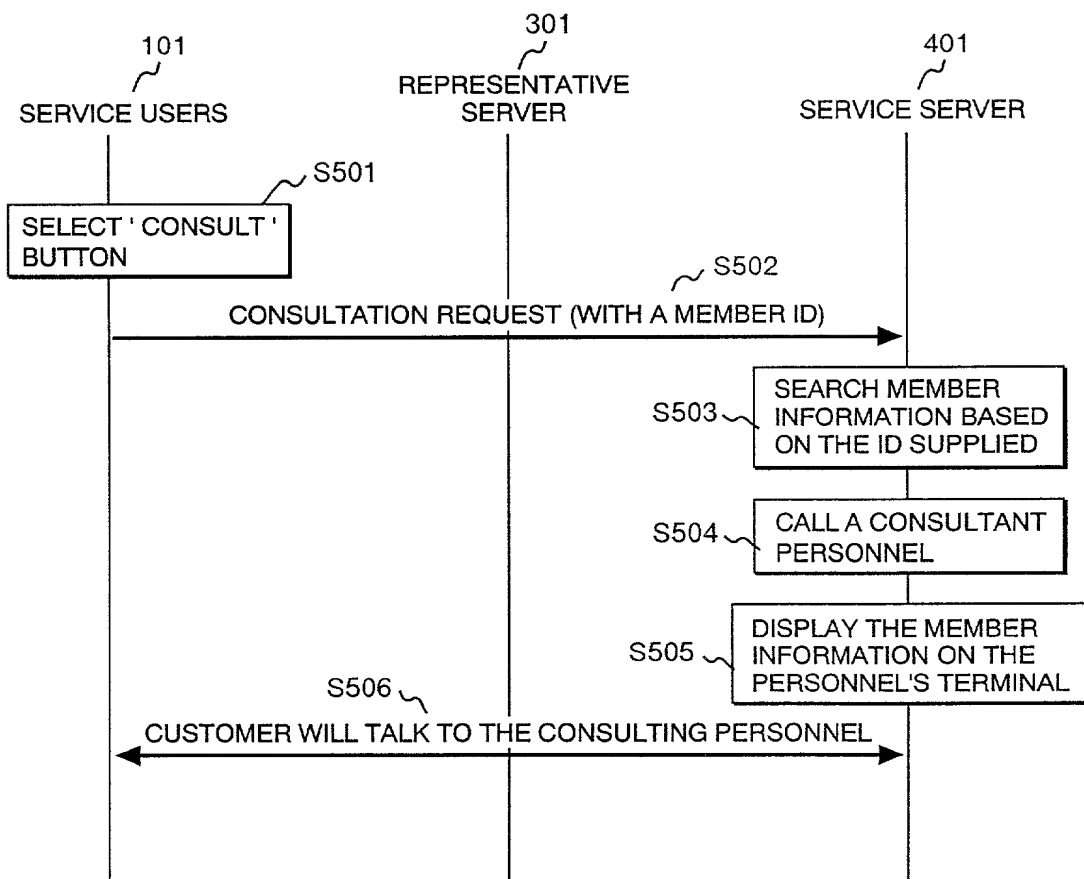 101
SERVICE USERS
301
REPRESENTATIVE
SERVER
401
SERVICE SERVER
S501
SELECT ' CONSULT '
BUTTON
S502
CONSULTATION REQUEST (WITH A MEMBER ID)
S503
SEARCH MEMBER
INFORMATION BASED
ON THE ID SUPPLIED
S504
CALL A CONSULTANT
PERSONNEL
S505
DISPLAY THE MEMBER
INFORMATION ON THE
PERSONNEL'S TERMINAL
S506
CUSTOMER WILL TALK TO THE CONSULTING PERSONNEL